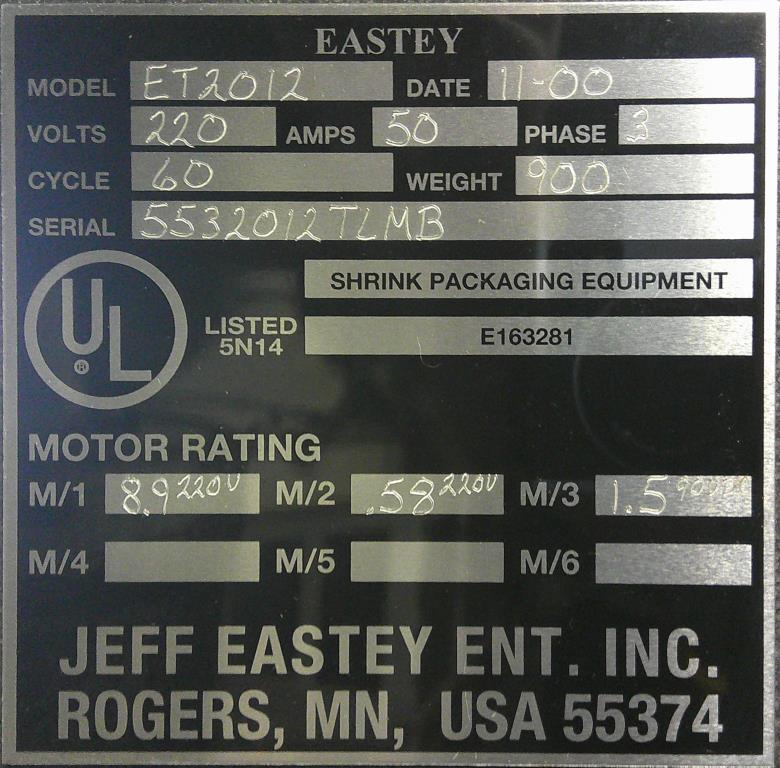 EASTEY
MODEL ET2012 DATE 11-00
VOLTS 220 AMPS 50 PHASE 3
CYCLE 60 WEIGHT 900
SERIAL 5532012TLMB
SHRINK PACKAGING EQUIPMENT
UL ®
LISTED
5N14
E163281
MOTOR RATING
M/1 8.9 220V M/2 .58 220V M/3 1.5
M/4 M/5 M/6
JEFF EASTEY ENT. INC.
ROGERS, MN, USA 55374